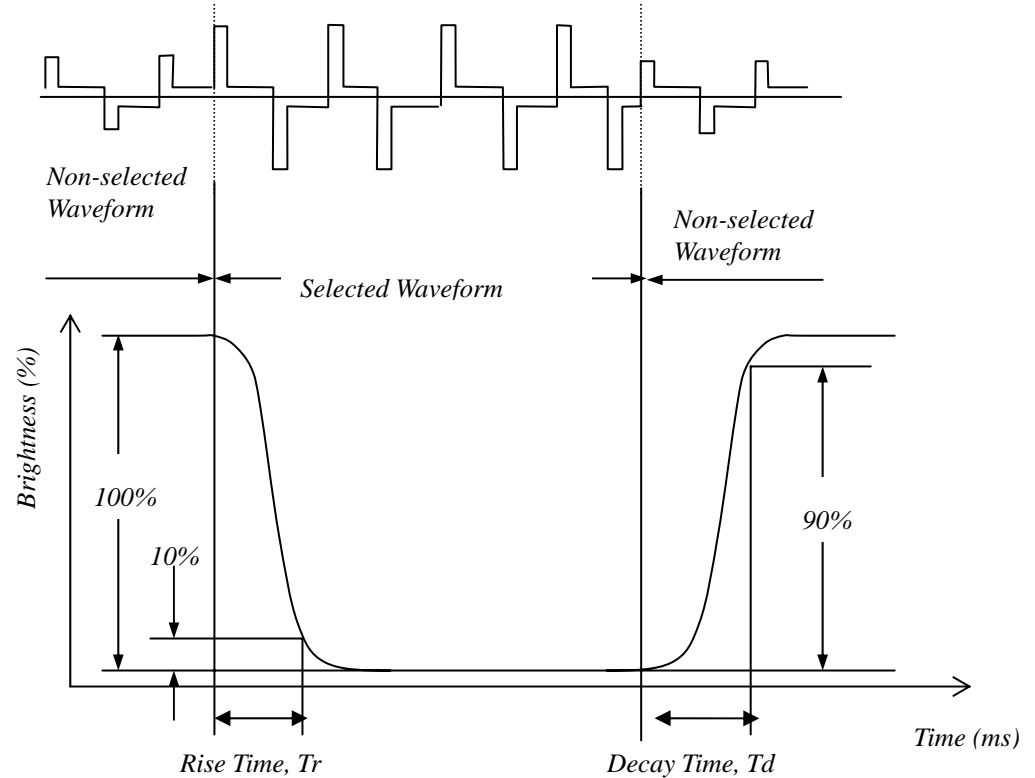 Non-selected
Waveform
Non-selected
Waveform
Selected Waveform
Brightness (%)
100%
10%
90%
Time (ms)
Rise Time, Tr
Decay Time, Td